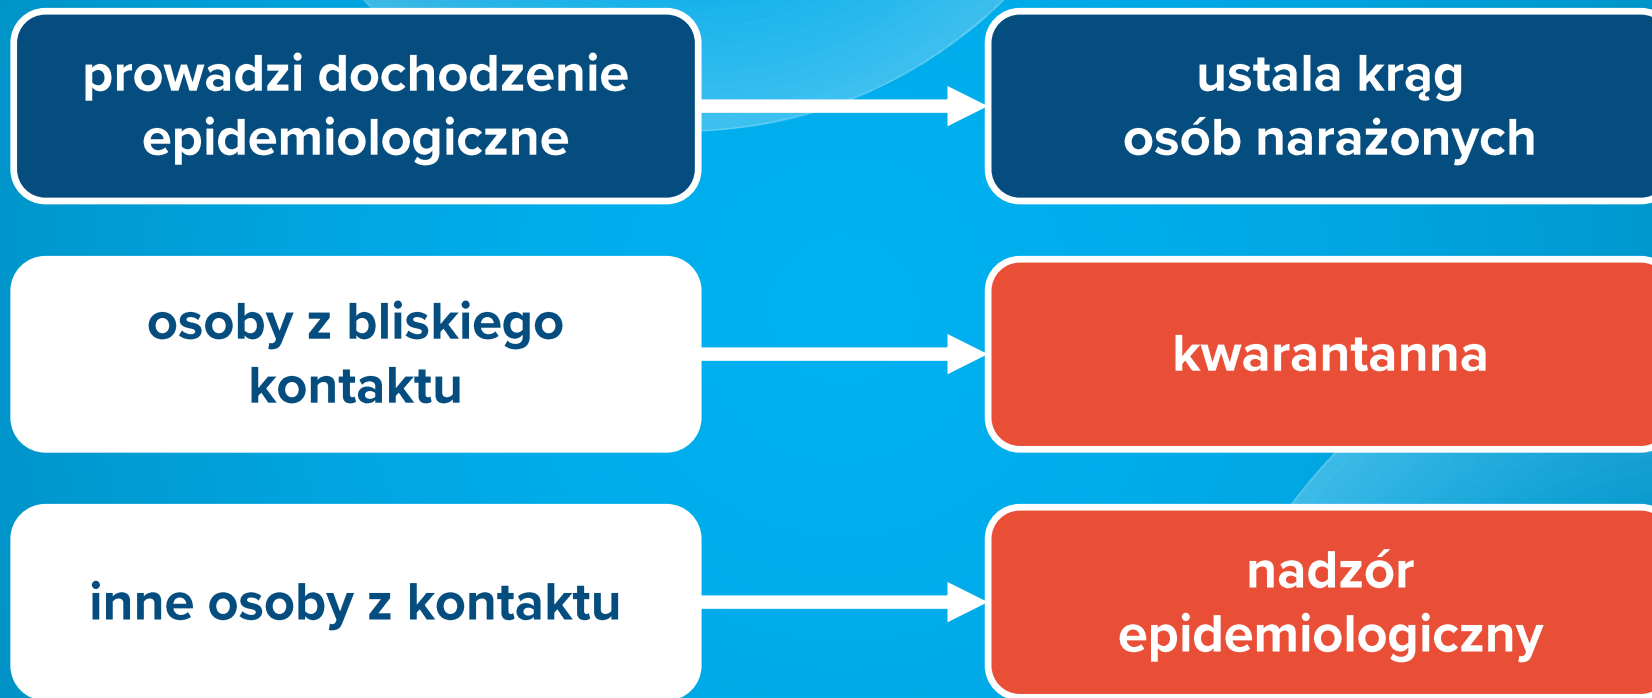 prowadzi dochodzenie
epidemiologiczne
ustala krąg
osób narażonych
osoby z bliskiego
kontaktu
kwarantanna
inne osoby z kontaktu
nadzór
epidemiologiczny